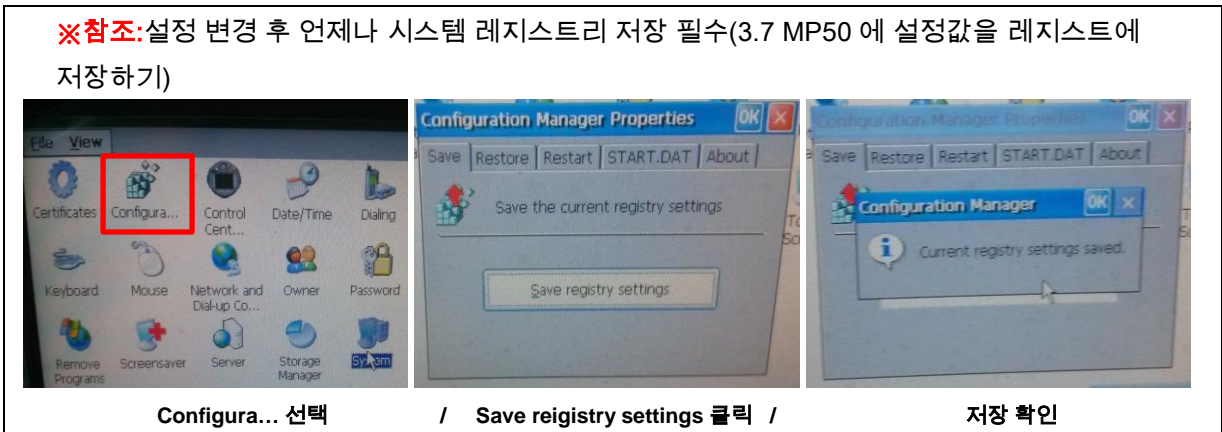 ※참조:설정 변경 후 언제나 시스템 레지스트리 저장 필수(3.7 MP50 에 설정값을 레지스트에
저장하기)
File View
Certificates Configura... Control Cent... Date/Time Dialing
Keyboard Mouse Network and Dial-up Co... Owner Password
Remove Programs Screensaver Server Storage Manager System
Configuration Manager Properties OK
Save Restore Restart START.DAT About
Save the current registry settings
Save registry settings
Configuration Manager Properties OK
Save Restore Restart START.DAT About
Configuration Manager OK
Current registry settings saved.
Configura... 선택 / Save reigistry settings 클릭 / 저장 확인